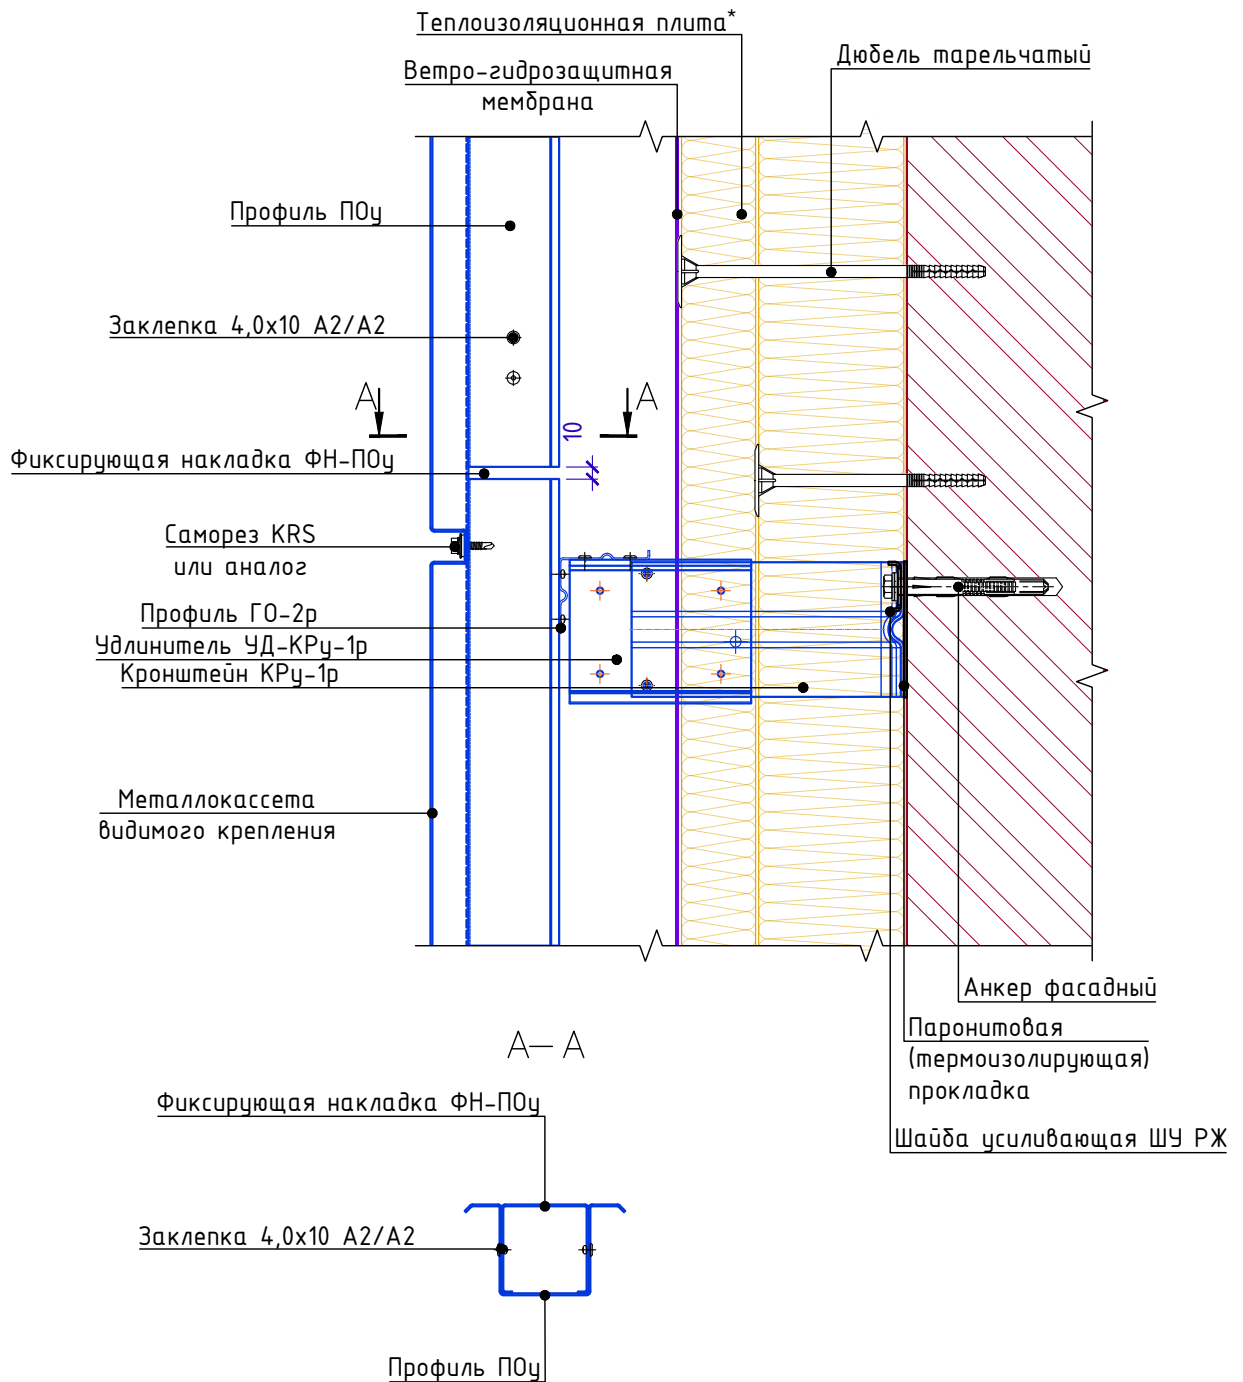 Теплоизоляционная плита*
Ветро-гидрозащитная
мембрана
Дюбель тарельчатый
Профиль ПОу
Заклепка 4,0х10 А2/А2
А
А
10
Фиксирующая накладка ФН-ПОу
Саморез KRS
или аналог
Профиль ГО-2р
Удлинитель УД-КРу-1р
Кронштейн КРу-1р
Металлокассета
видимого крепления
Анкер фасадный
Паронитовая
(термоизолирующая)
прокладка
Шайба усиливающая ШУ РЖ
А— А
Фиксирующая накладка ФН-ПОу
Заклепка 4,0х10 А2/А2
Профиль ПОу